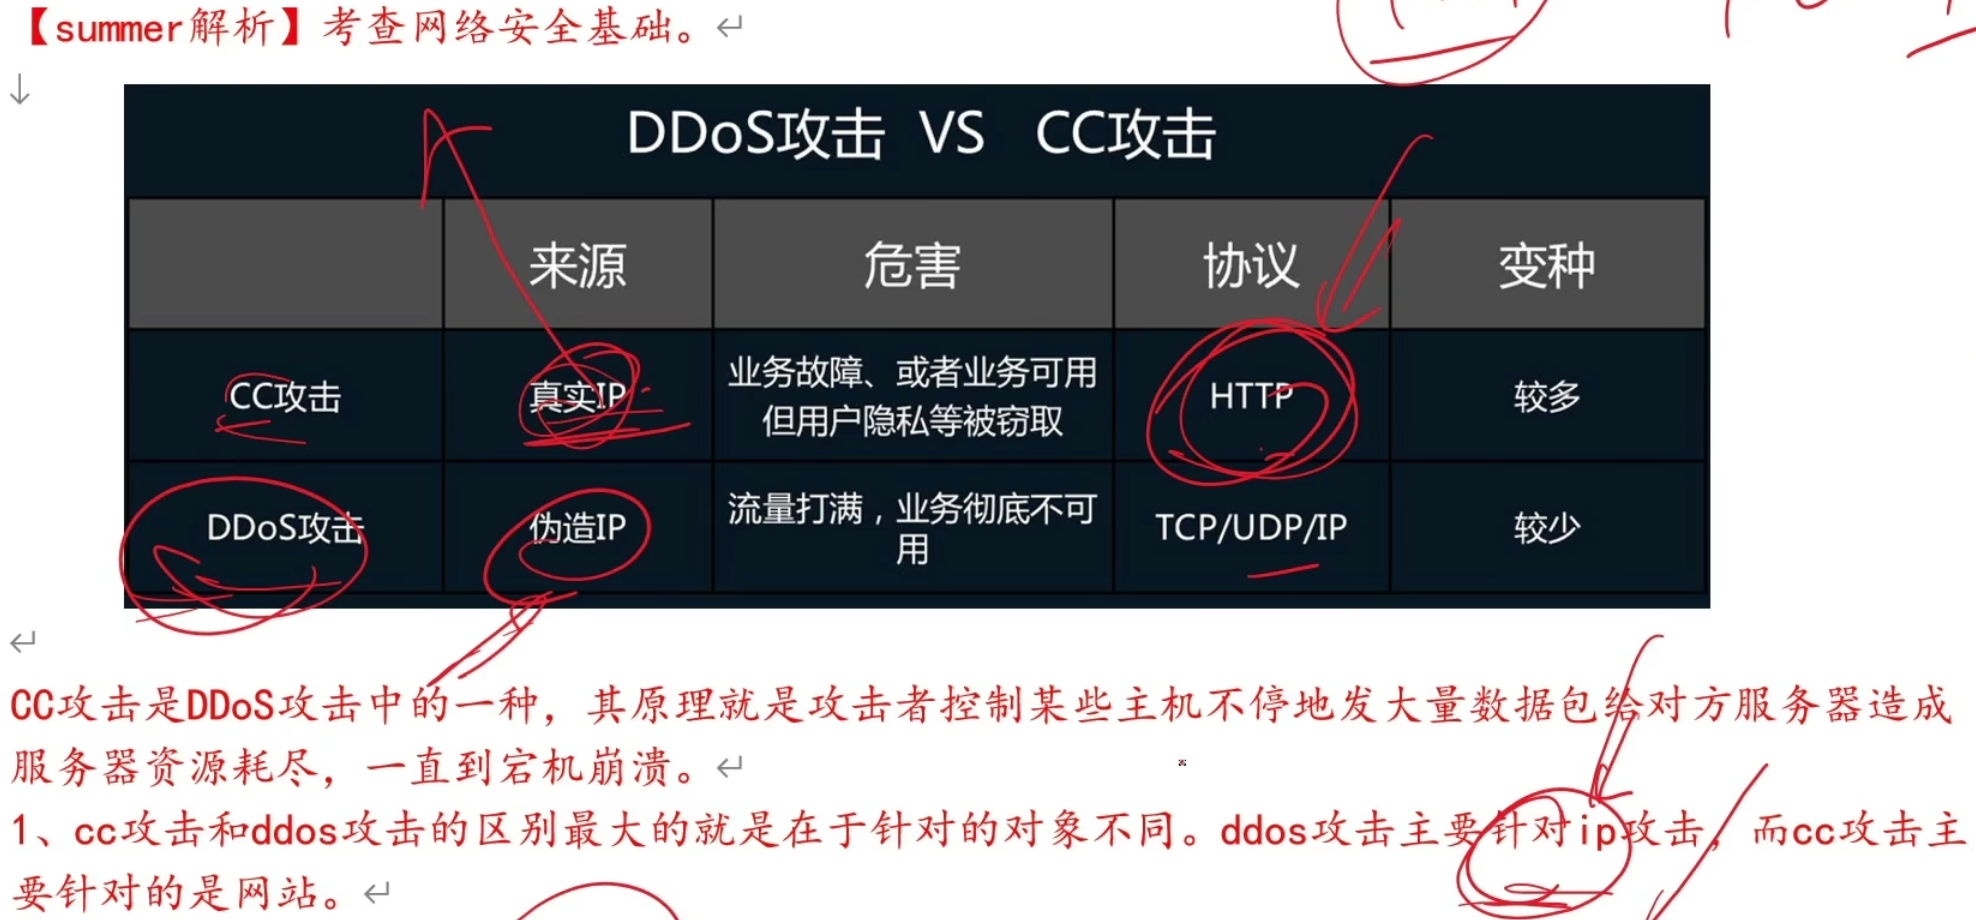 【summer解析】考查网络安全基础。
DDoS攻击 VS CC攻击
来源 危害 协议 变种
CC攻击 真实IP 业务故障、或者业务可用 HTTP 较多
但用户隐私等被窃取
DDoS攻击 伪造IP 流量打满，业务彻底不可 TCP/UDP/IP 较少
用
CC攻击是DDoS攻击中的一种，其原理就是攻击者控制某些主机不停地发大量数据包给对方服务器造成
服务器资源耗尽，一直到宕机崩溃。
1、cc攻击和ddos攻击的区别最大的就是在于针对的对象不同。ddos攻击主要针对ip攻击，而cc攻击主
要针对的是网站。